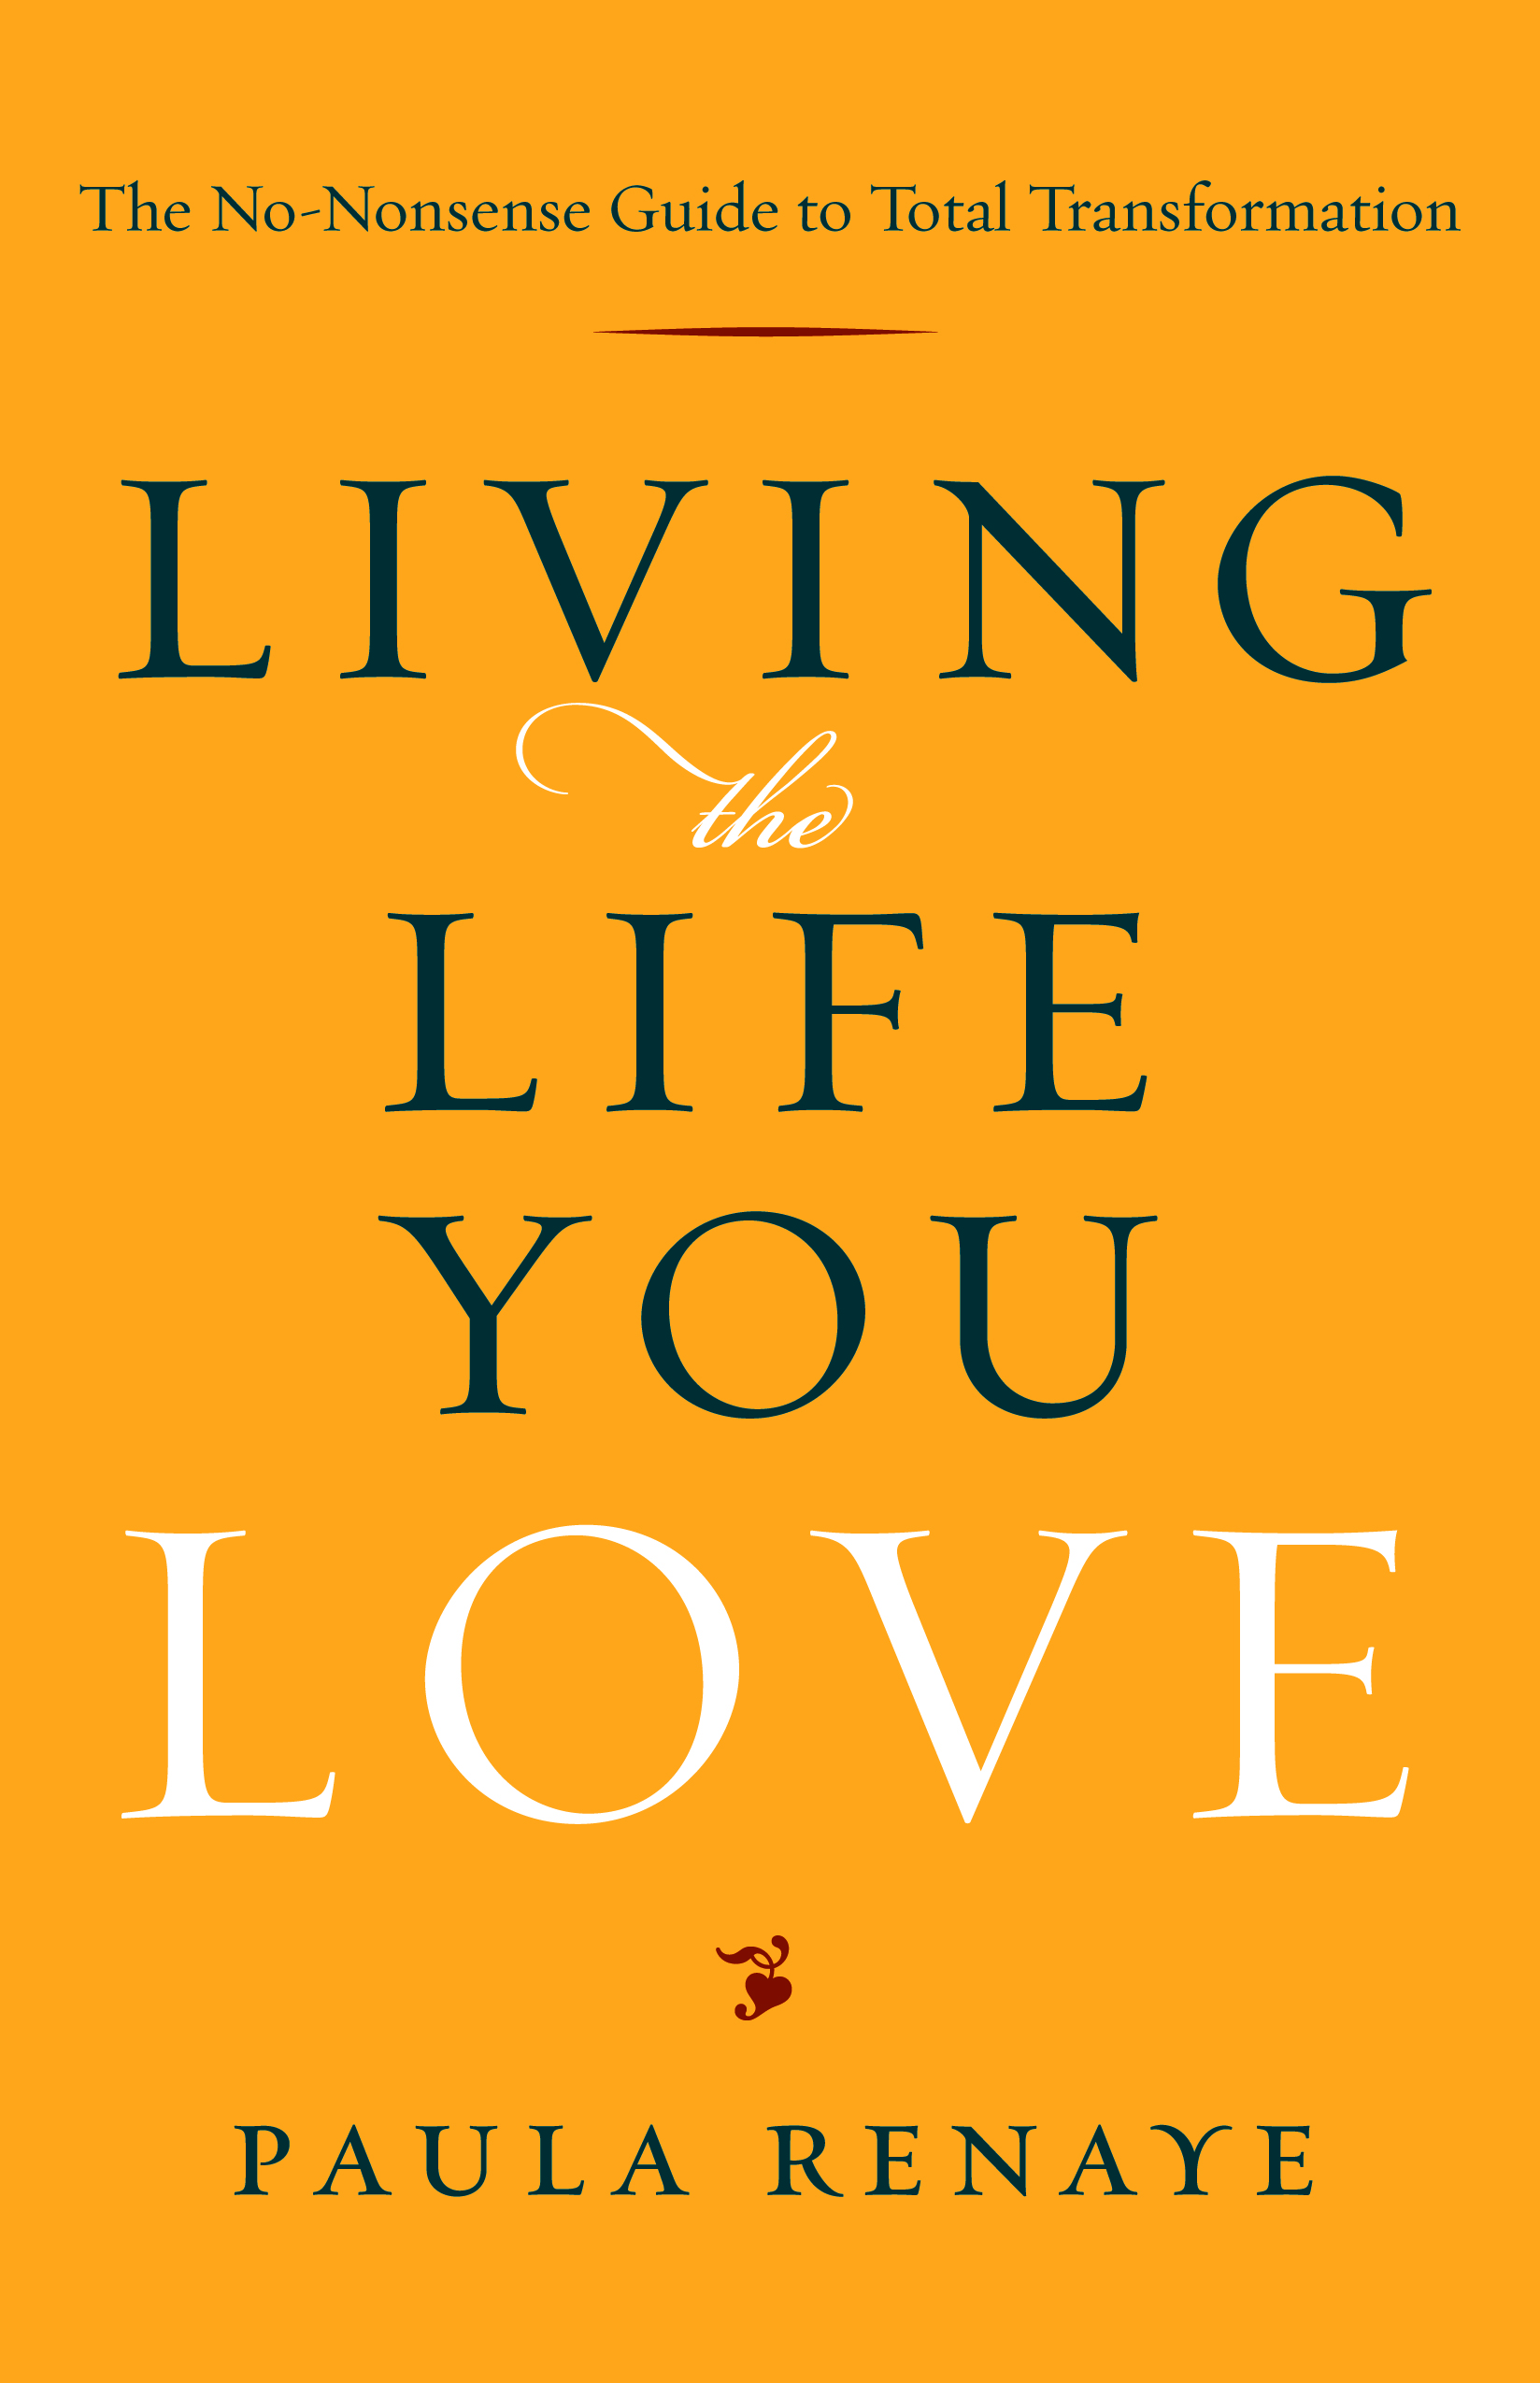 The No-Nonsense Guide to Total Transformation
LIVING
the
LIFE
YOU
LOVE
PAULA RENAYE